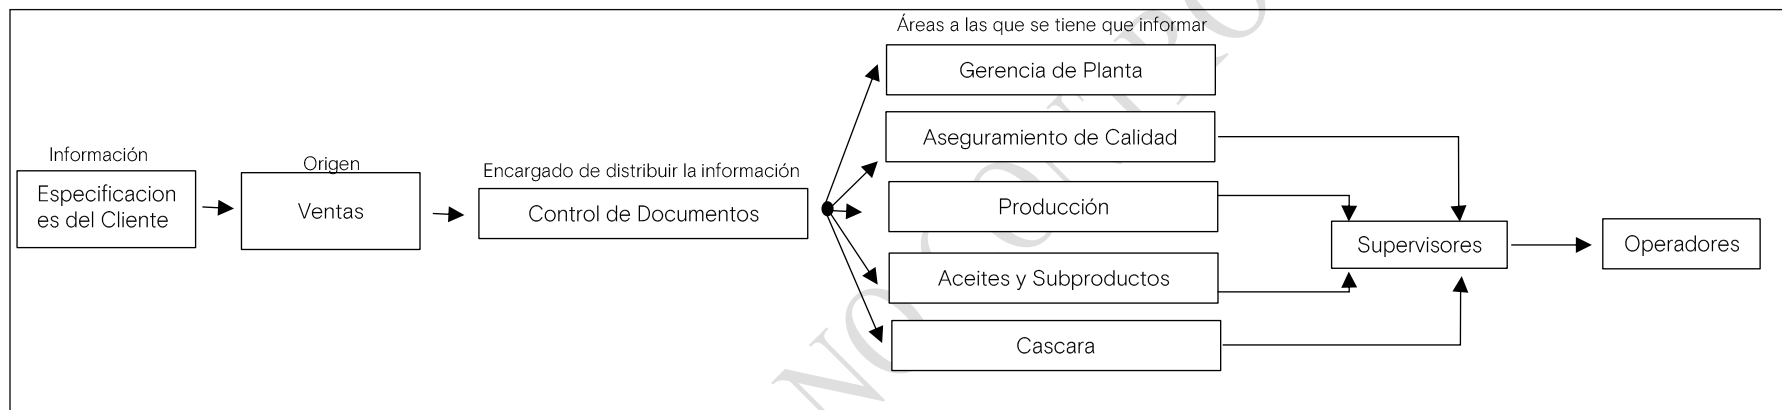 Áreas a las que se tiene que informar
Gerencia de Planta
Aseguramiento de Calidad
Información
Origen
Encargado de distribuir la información
Especificacion
es del Cliente
Ventas
Control de Documentos
Producción
Supervisores
Operadores
Aceites y Subproductos
Cascara